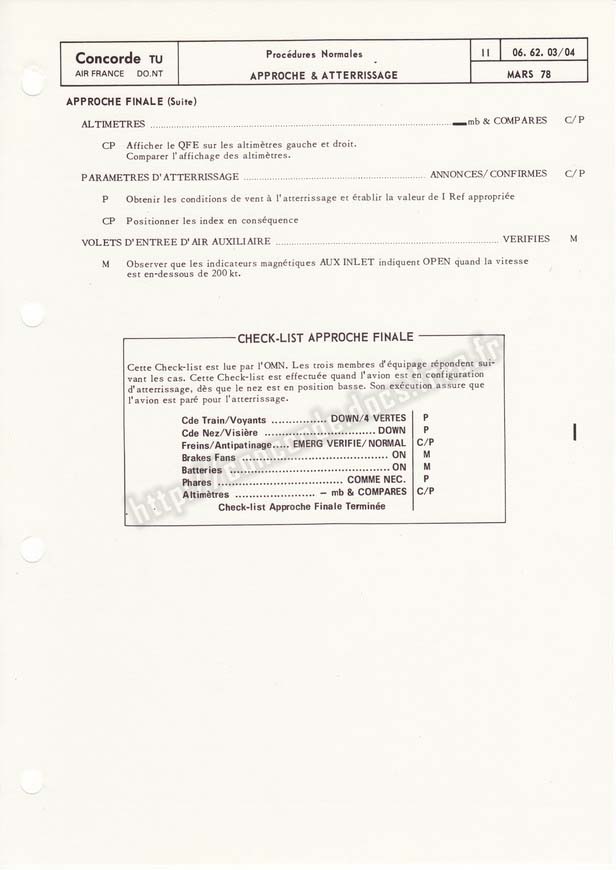 Concorde TU
AIR FRANCE DO.NT
Procédures Normales
APPROCHE & ATTERRISSAGE
11 06. 62. 03/04
MARS 78
APPROCHE FINALE (Suite)
ALTIMETRES ........ mb & COMPARES C/P
CP Afficher le QFE sur les altimètres gauche et droit.
Comparer l'affichage des altimètres.
PARAMETRES D'ATTERRISSAGE ........ ANNONCES/CONFIRMES C/P
P Obtenir les conditions de vent à l'atterrissage et établir la valeur de I Ref appropriée
CP Positionner les index en conséquence
VOLETS D'ENTREE D'AIR AUXILIAIRE ........ VERIFIES M
M Observer que les indicateurs magnétiques AUX INLET indiquent OPEN quand la vitesse
est en-dessous de 200 kt.
CHECK-LIST APPROCHE FINALE
Cette Check-list est lue par l'OMN. Les trois membres d'équipage répondent sui-
vant les cas. Cette Check-list est effectuée quand l'avion est en configuration
d'atterrissage, dès que le nez est en position basse. Son exécution assure que
l'avion est paré pour l'atterrissage.
Cde Train/Voyants ........ DOWN/4 VERTES P
Cde Nez/Visière ........ DOWN P
Freins/Antipatinage..... EMERG VERIFIE/NORMAL C/P
Brakes Fans ........ ON M
Batteries ........ ON M
Phares ........ COMME NEC. P
Altimètres ........ – mb & COMPARES C/P
Check-list Approche Finale Terminée
http://concordedocs.free.fr